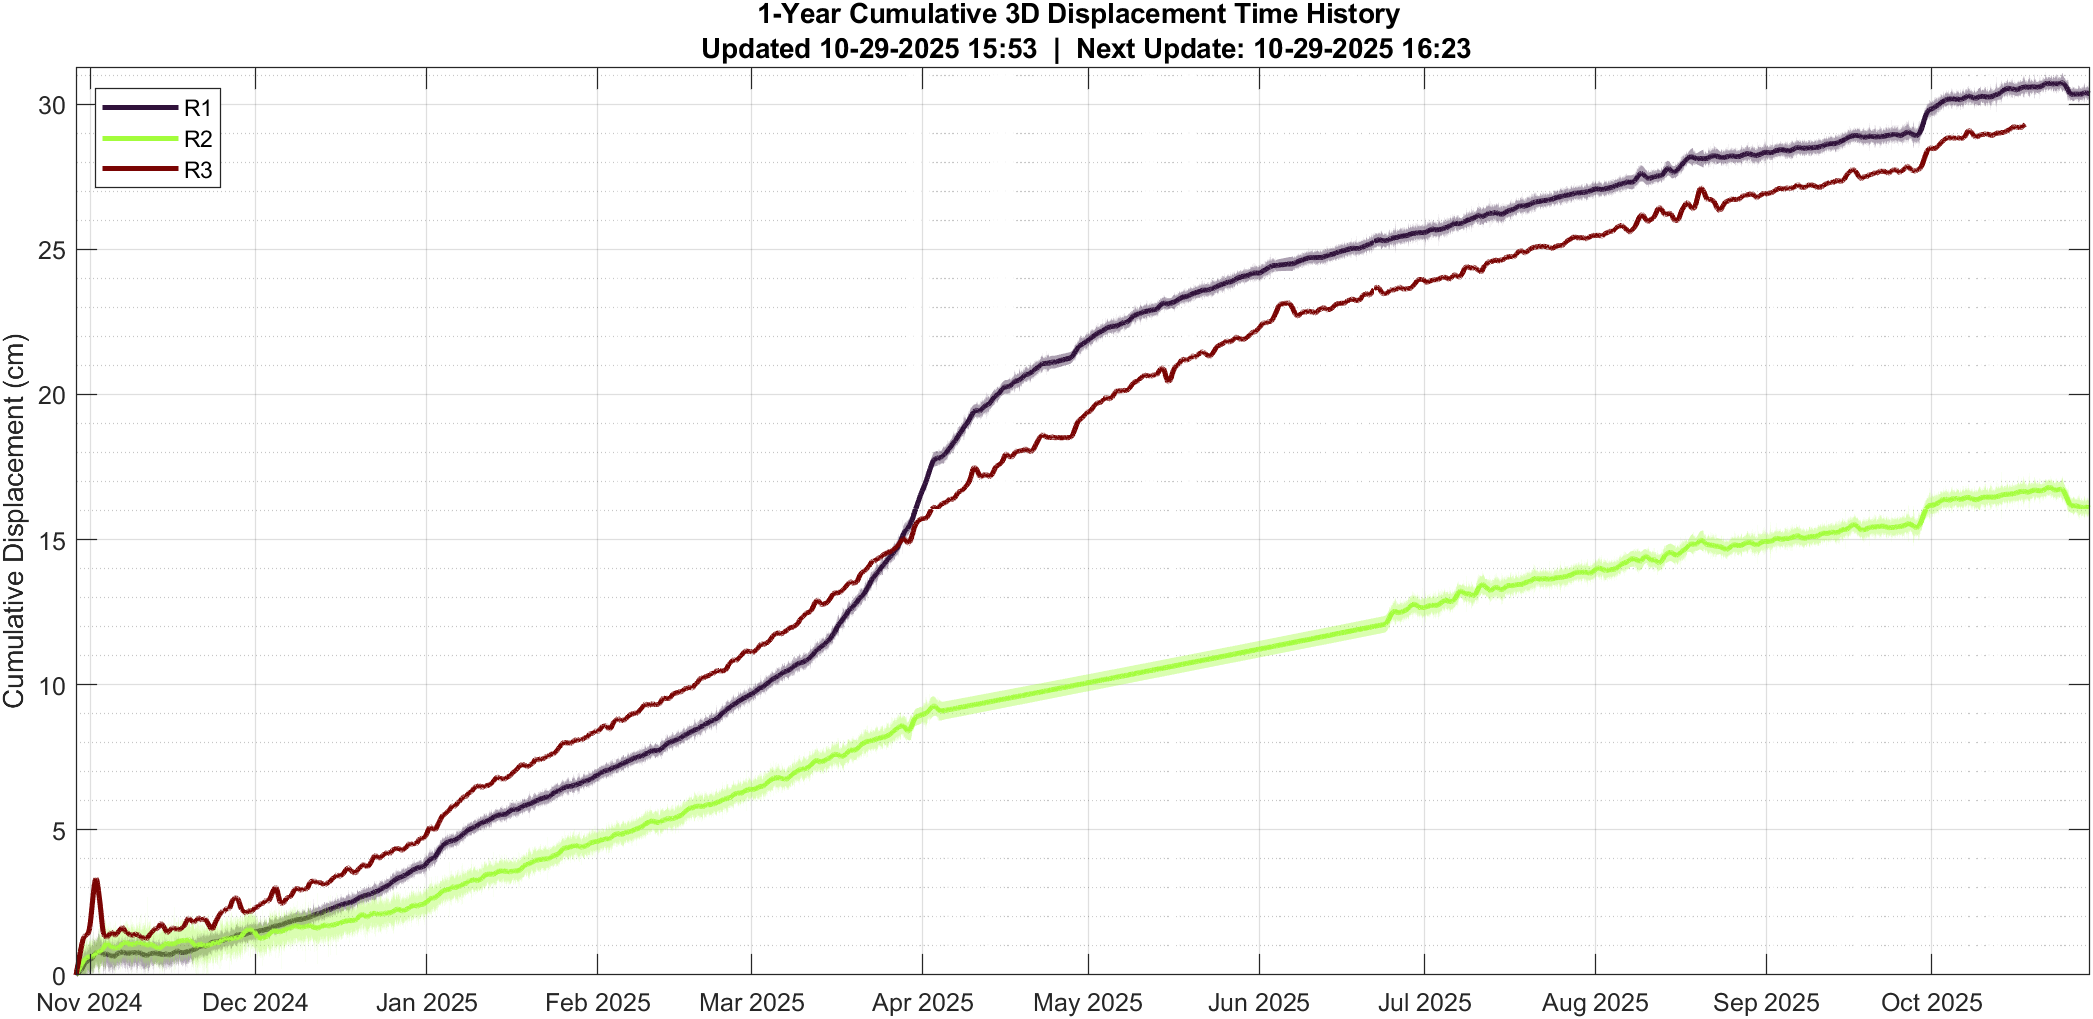 1-Year Cumulative 3D Displacement Time History
Updated 10-29-2025 15:53 | Next Update: 10-29-2025 16:23
R1
R2
R3
Cumulative Displacement (cm)
30
25
20
15
10
5
0
Nov 2024 Dec 2024 Jan 2025 Feb 2025 Mar 2025 Apr 2025 May 2025 Jun 2025 Jul 2025 Aug 2025 Sep 2025 Oct 2025